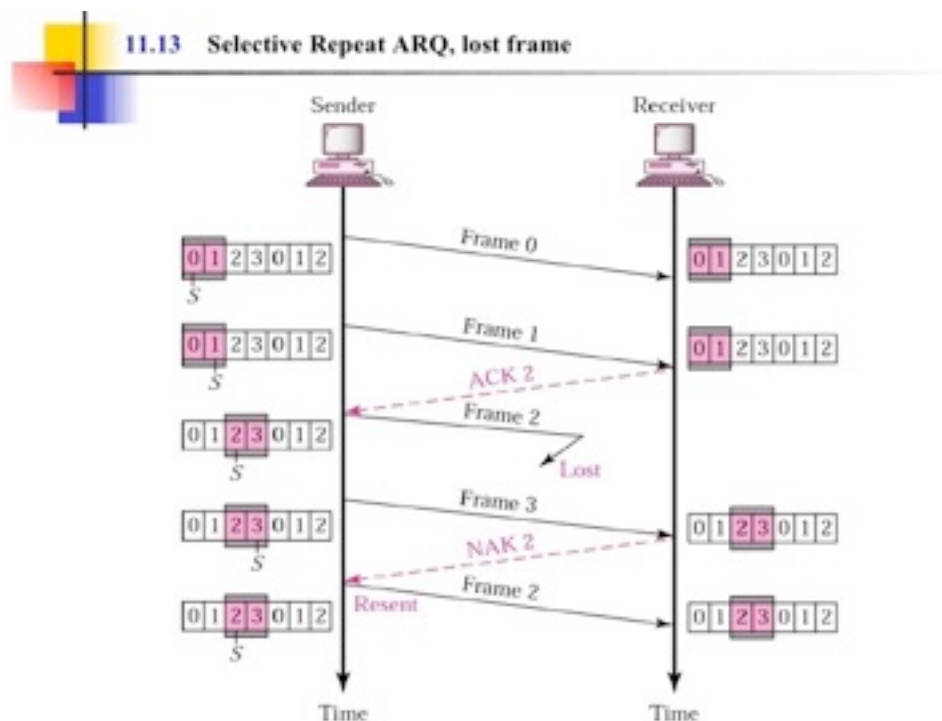 11.13 Selective Repeat ARQ, lost frame
Sender
Receiver
Frame 0
0 1 2 3 0 1 2
0 1 2 3 0 1 2
S
Frame 1
0 1 2 3 0 1 2
0 1 2 3 0 1 2
S
ACK 2
Frame 2
0 1 2 3 0 1 2
S
Lost
Frame 3
0 1 2 3 0 1 2
0 1 2 3 0 1 2
S
NAK 2
Frame 2
Resent
0 1 2 3 0 1 2
0 1 2 3 0 1 2
S
Time
Time